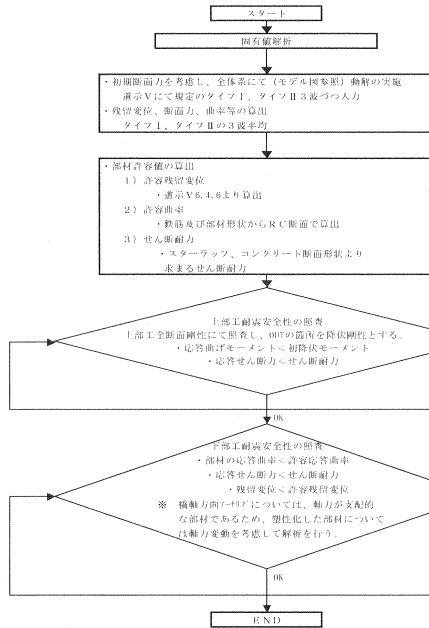 スタート
固有値解析
・初期断面力を考慮し、全体系にて（モデル図参照）動解の実施
道示Ⅴにて規定のタイプⅠ、タイプⅡ３波づつ入力
・残留変位、断面力、曲率等の算出
タイプⅠ、タイプⅡの３波平均
・部材許容値の算出
１）許容残留変位
・道示Ⅴ6.4.6より算出
２）許容曲率
・鉄筋及び部材形状からＲＣ断面で算出
３）せん断耐力
・スターラップ、コンクリート断面形状より
求まるせん断耐力
上部工耐震安全性の照査
上部工全断面剛性にて照査し、OUTの箇所を降伏剛性とする。
・応答曲げモーメント＜初降伏モーメント
・応答せん断力＜せん断耐力
OK
下部工耐震安全性の照査
・部材の応答曲率＜許容応答曲率
・応答せん断力＜せん断耐力
・残留変位＜許容残留変位
※ 橋軸方向アーチリブについては、軸力が支配的
な部材であるため、塑性化した部材について
は軸力変動を考慮して解析を行う。
OK
ＥＮＤ